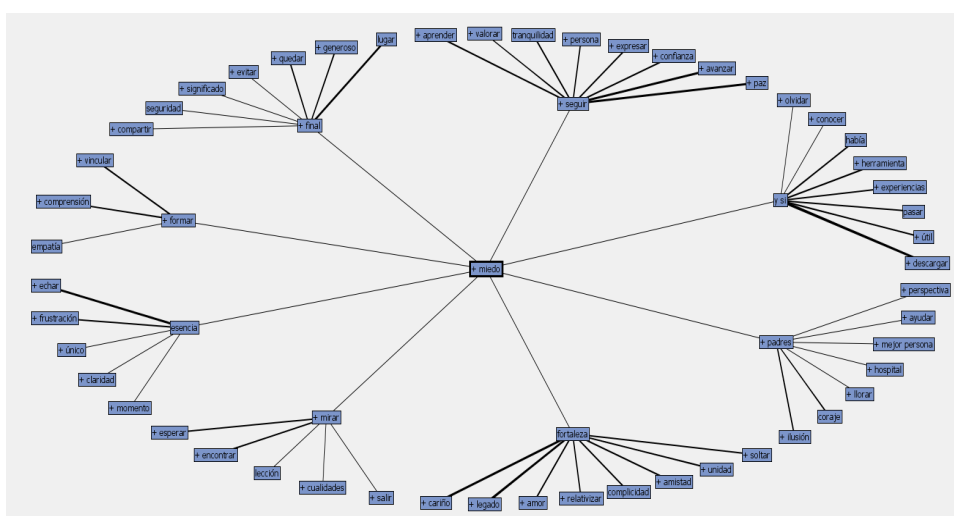 + aprender
+ valorar
tranquilidad
+ persona
+ expresar
+ confianza
+ avanzar
+ paz
+ seguir
lugar
+ generoso
+ quedar
+ evitar
+ significado
seguridad
+ compartir
+ final
+ olvidar
+ conocer
había
+ herramienta
+ experiencias
pasar
+ útil
+ descargar
y si
+ vincular
+ comprensión
empatía
+ formar
+ miedo
+ echar
+ frustración
+ único
+ claridad
+ momento
esencia
+ perspectiva
+ ayudar
+ mejor persona
+ hospital
+ llorar
coraje
+ ilusión
+ padres
+ mirar
+ esperar
+ encontrar
lección
+ cualidades
+ salir
fortaleza
+ soltar
+ unidad
+ amistad
complicidad
+ relativizar
+ amor
+ legado
+ cariño